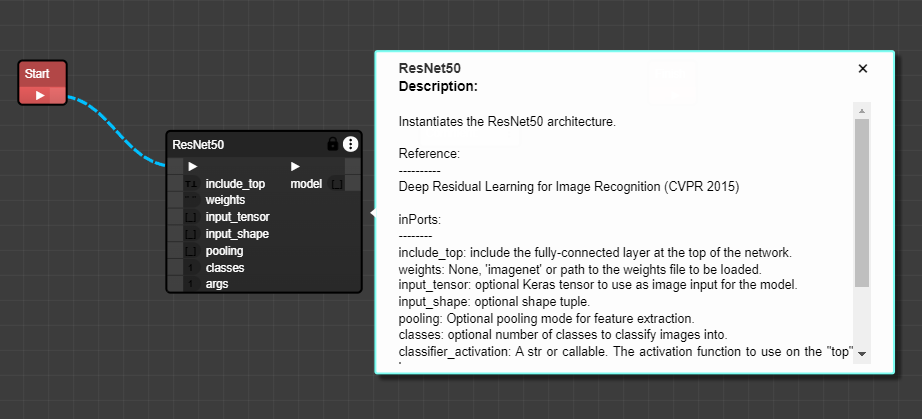 Start
ResNet50
include_top model
weights
input_tensor
input_shape
pooling
classes
args
ResNet50
Description:
Instantiates the ResNet50 architecture.
Reference:
----------
Deep Residual Learning for Image Recognition (CVPR 2015)
inPorts:
--------
include_top: include the fully-connected layer at the top of the network.
weights: None, 'imagenet' or path to the weights file to be loaded.
input_tensor: optional Keras tensor to use as image input for the model.
input_shape: optional shape tuple.
pooling: Optional pooling mode for feature extraction.
classes: optional number of classes to classify images into.
classifier_activation: A str or callable. The activation function to use on the "top"